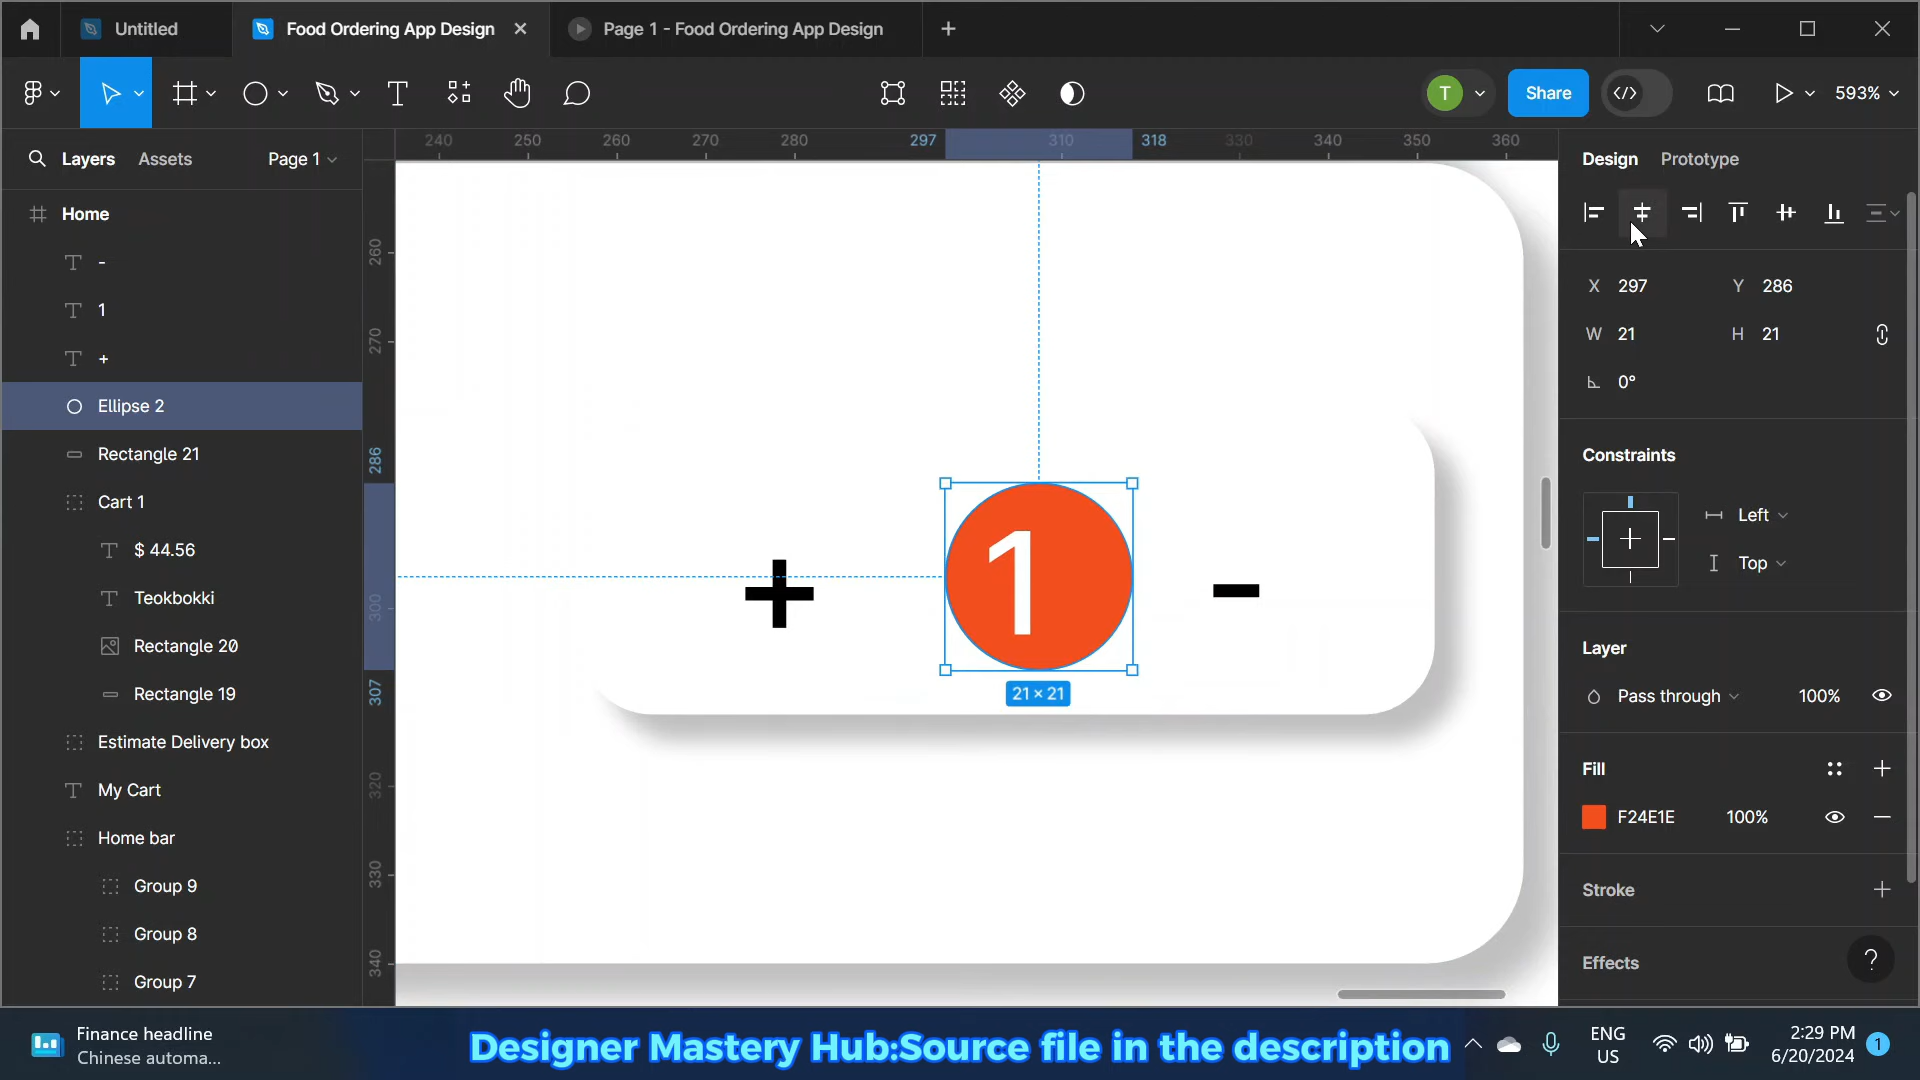 Untitled
Food Ordering App Design
Page 1 - Food Ordering App Design
T
Share
593%
Layers
Assets
Page 1
240 250 260 270 280 297 310 318 330 340 350 360
Design
Prototype
Home
-
1
+
Ellipse 2
Rectangle 21
Cart 1
$ 44.56
Teokbokki
Rectangle 20
Rectangle 19
Estimate Delivery box
My Cart
Home bar
Group 9
Group 8
Group 7
260
270
286
300
307
320
330
340
+
1
-
21 × 21
X 297
Y 286
W 21
H 21
0°
Constraints
Left
Top
Layer
Pass through
100%
Fill
F24E1E
100%
Stroke
Effects
?
Finance headline
Chinese automa...
Designer Mastery Hub:Source file in the description
ENG
US
2:29 PM
6/20/2024
1